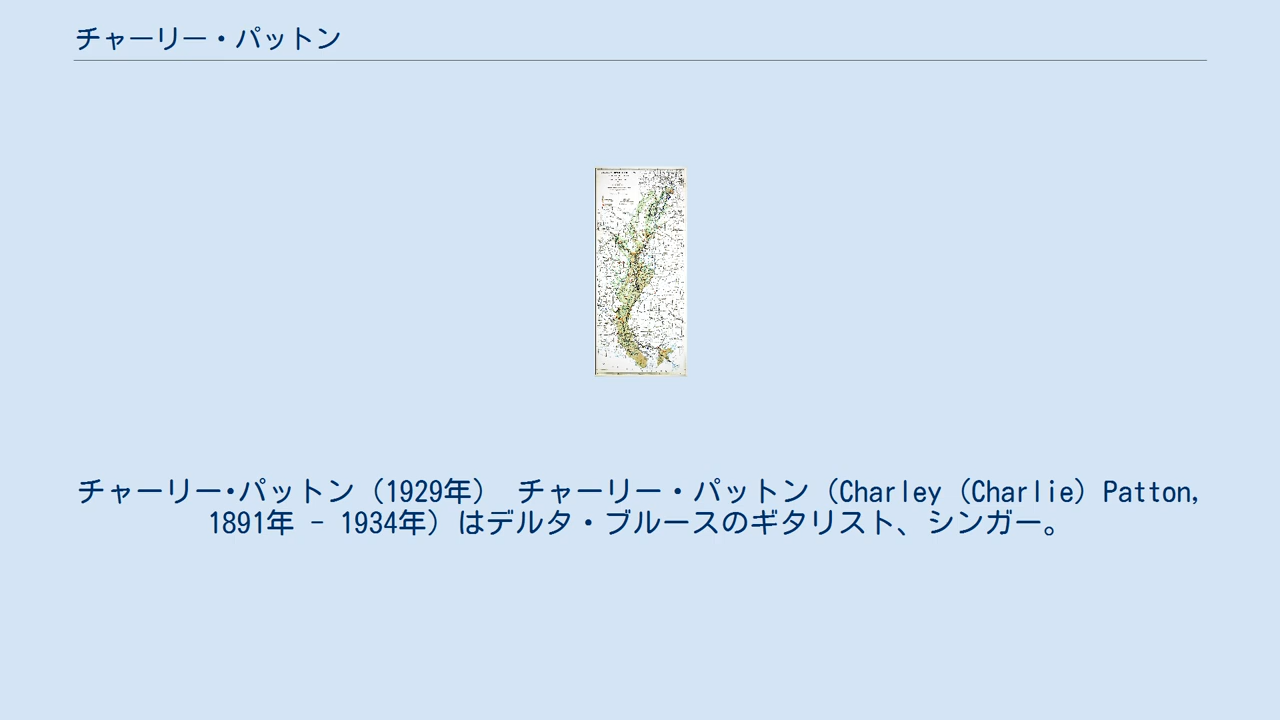 チャーリー・パットン
チャーリー・パットン（1929年） チャーリー・パットン（Charley（Charlie）Patton,
1891年 - 1934年）はデルタ・ブルースのギタリスト、シンガー。